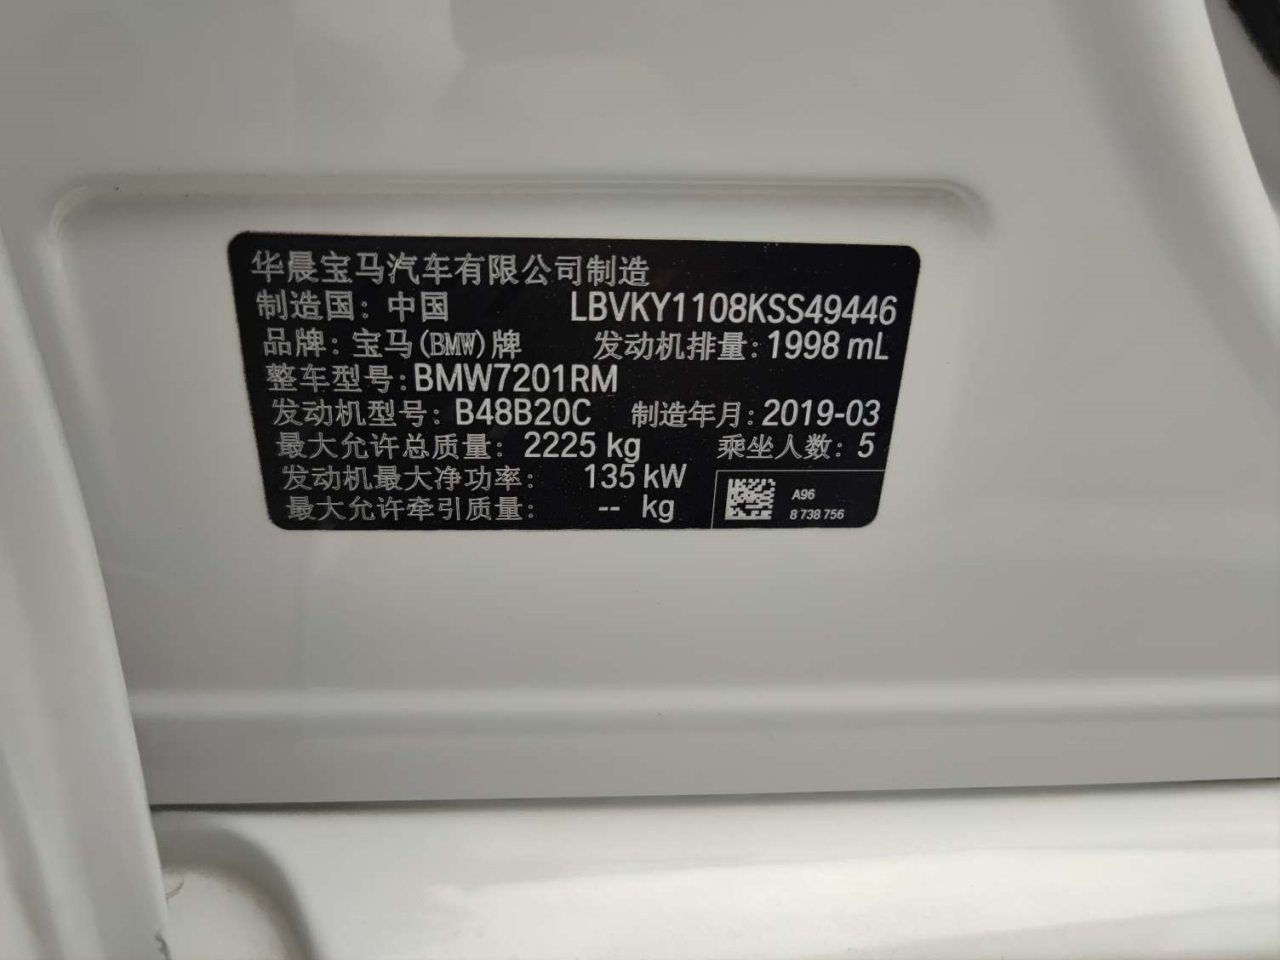 华晨宝马汽车有限公司制造
制造国：中国 LBVKY1108KSS49446
品牌：宝马(BMW)牌 发动机排量：1998 mL
整车型号：BMW7201RM
发动机型号：B48B20C 制造年月：2019-03
最大允许总质量：2225 kg 乘坐人数：5
发动机最大净功率：135 kW
最大允许牵引质量：-- kg
A96
8 738 756